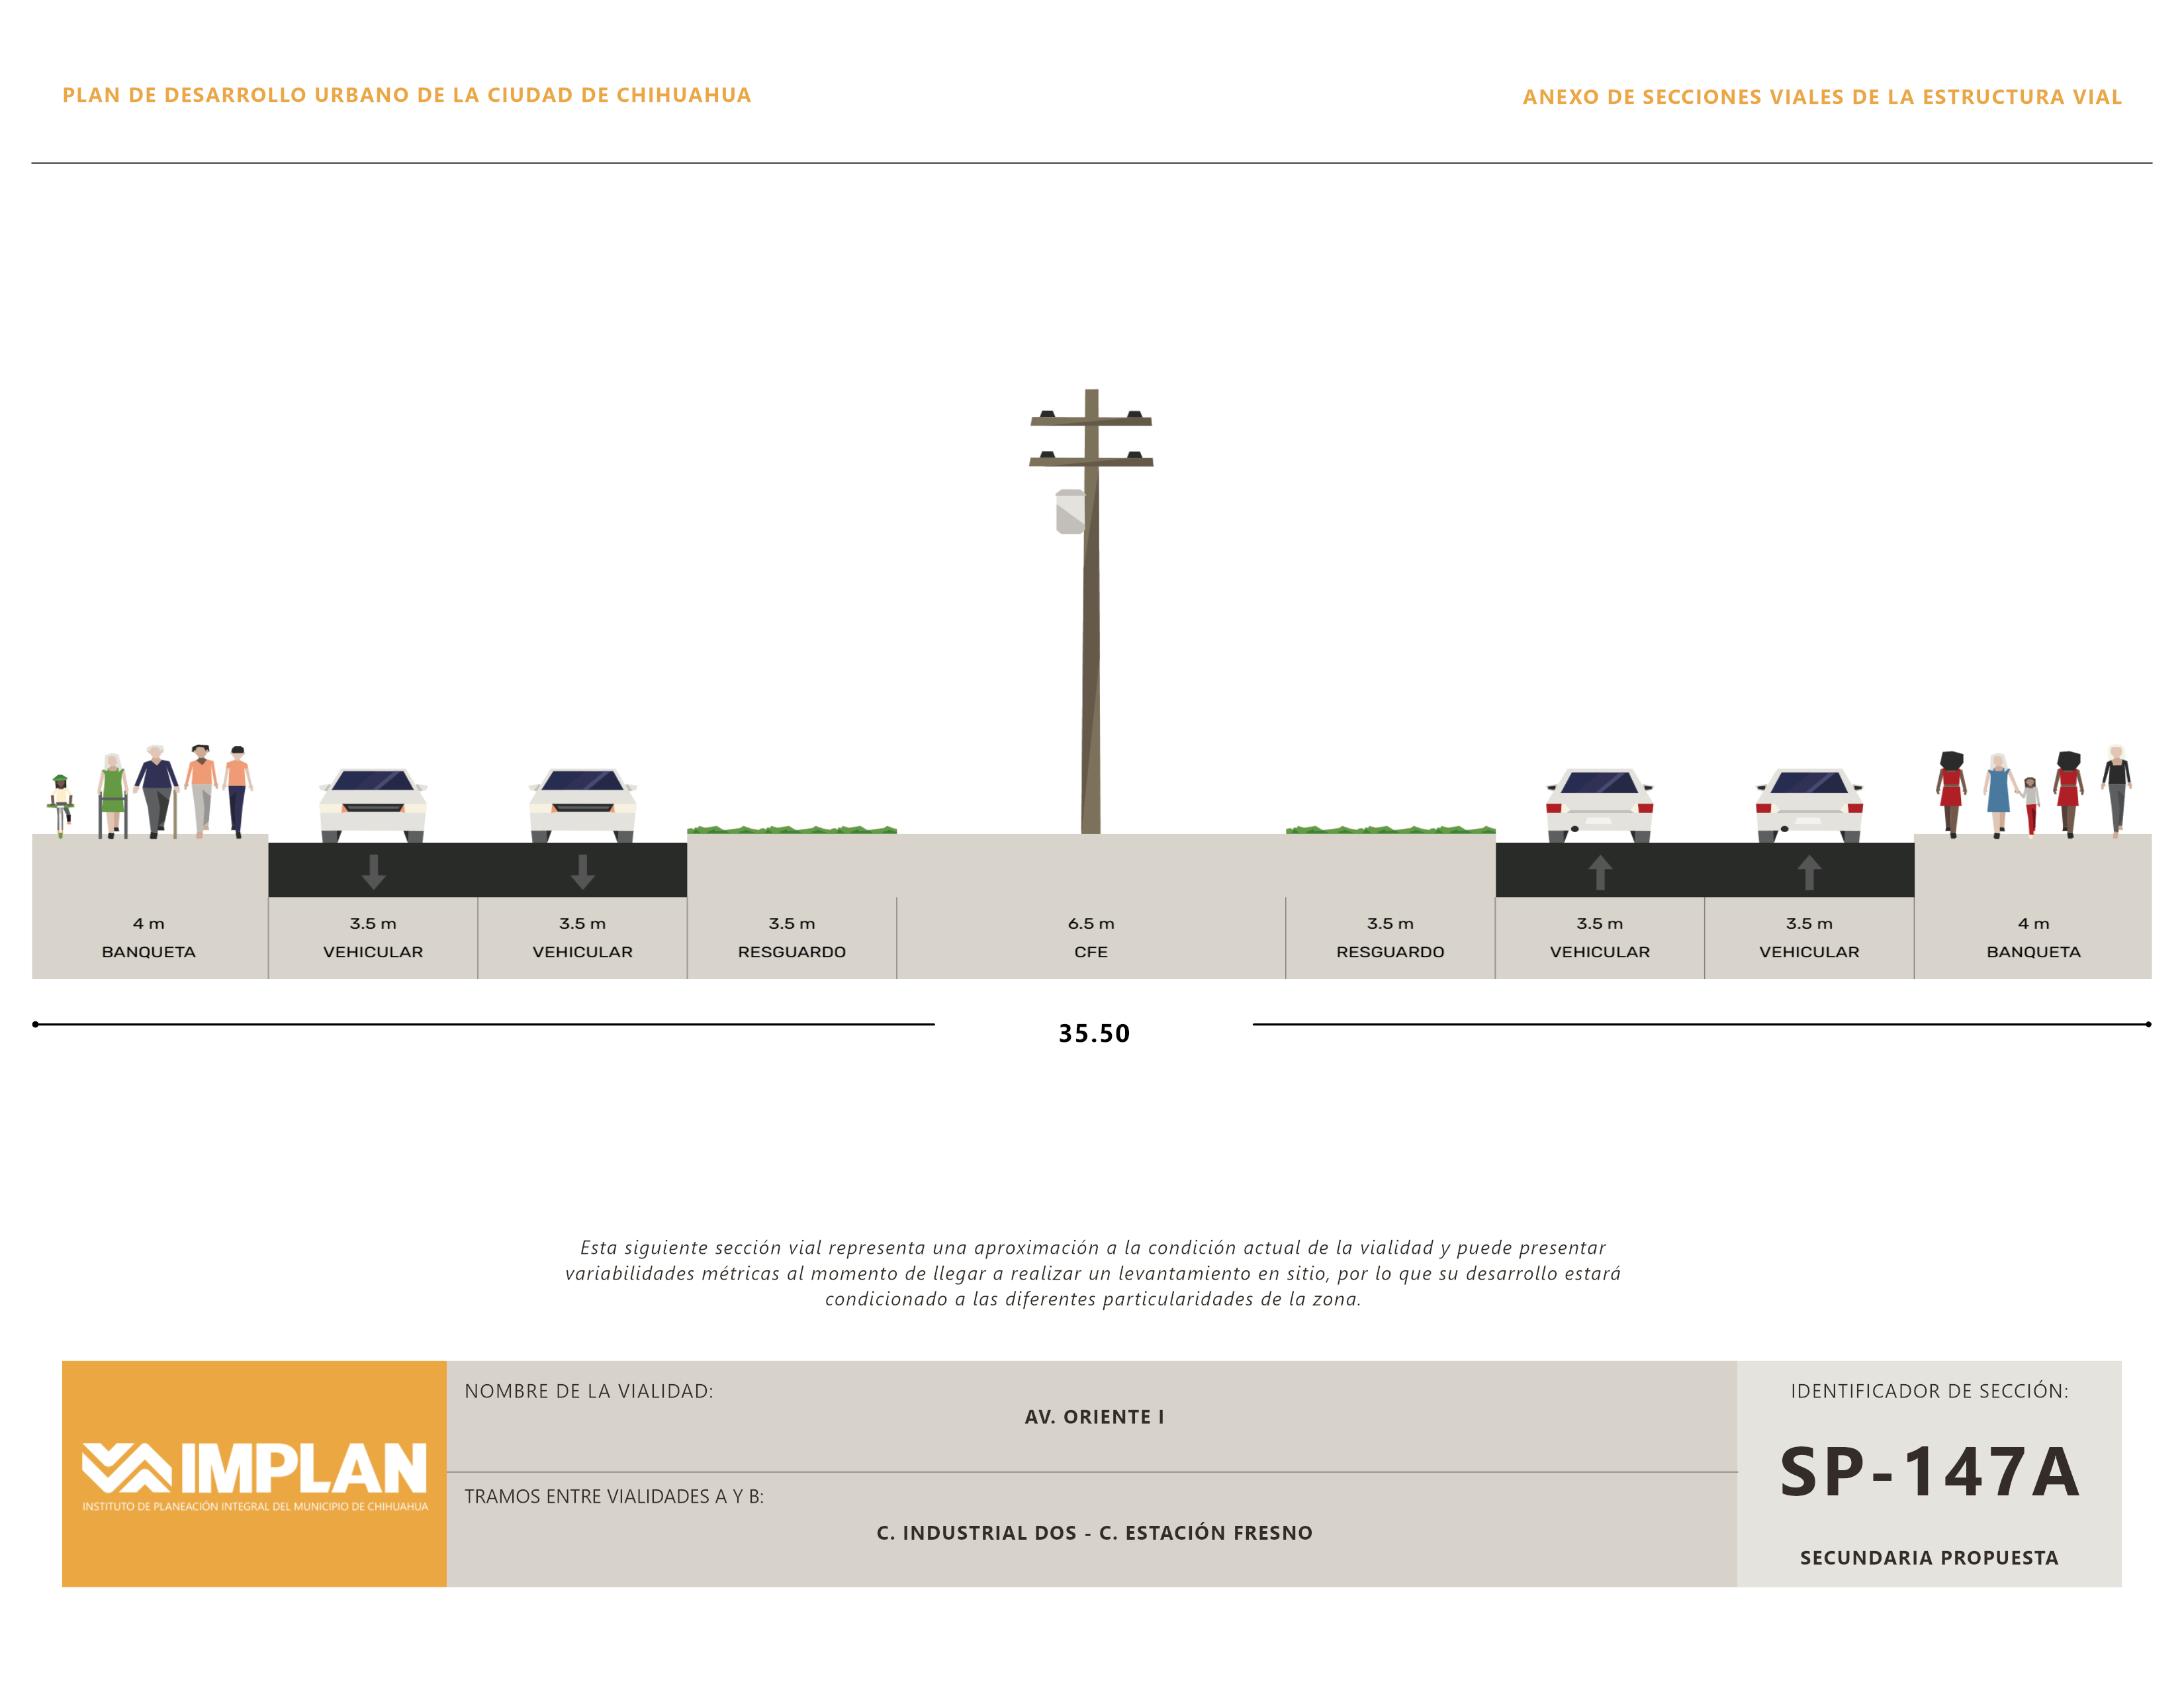 PLAN DE DESARROLLO URBANO DE LA CIUDAD DE CHIHUAHUA
ANEXO DE SECCIONES VIALES DE LA ESTRUCTURA VIAL
4 m
BANQUETA
3.5 m
VEHICULAR
3.5 m
VEHICULAR
3.5 m
RESGUARDO
6.5 m
CFE
3.5 m
RESGUARDO
3.5 m
VEHICULAR
3.5 m
VEHICULAR
4 m
BANQUETA
35.50
Esta siguiente sección vial representa una aproximación a la condición actual de la vialidad y puede presentar
variabilidades métricas al momento de llegar a realizar un levantamiento en sitio, por lo que su desarrollo estará
condicionado a las diferentes particularidades de la zona.
IMPLAN
INSTITUTO DE PLANEACIÓN INTEGRAL DEL MUNICIPIO DE CHIHUAHUA
NOMBRE DE LA VIALIDAD:
AV. ORIENTE I
TRAMOS ENTRE VIALIDADES A Y B:
C. INDUSTRIAL DOS - C. ESTACIÓN FRESNO
IDENTIFICADOR DE SECCIÓN:
SP-147A
SECUNDARIA PROPUESTA